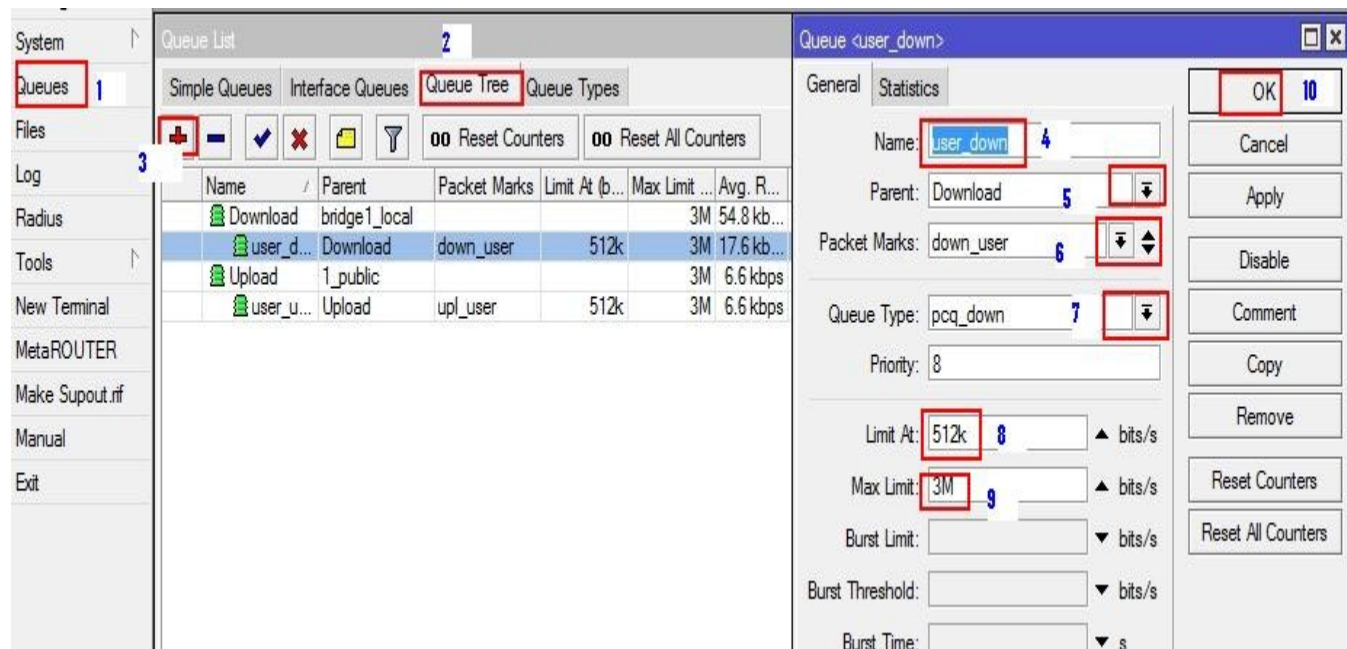 System
Queues 1
Files
Log
Radius
Tools
New Terminal
MetaROUTER
Make Supout.rif
Manual
Exit
Queue List 2
Simple Queues Interface Queues Queue Tree Queue Types
3 00 Reset Counters 00 Reset All Counters
Name / Parent Packet Marks Limit At (b... Max Limit ... Avg. R...
Download bridge1_local 3M 54.8 kb...
user_d... Download down_user 512k 3M 17.6 kb...
Upload 1_public 3M 6.6 kbps
user_u... Upload upl_user 512k 3M 6.6 kbps
Queue <user_down>
General Statistics
Name: user_down 4
Parent: Download 5
Packet Marks: down_user 6
Queue Type: pcq_down 7
Priority: 8
Limit At: 512k 8 bits/s
Max Limit: 3M 9 bits/s
Burst Limit: bits/s
Burst Threshold: bits/s
Burst Time: s
OK 10
Cancel
Apply
Disable
Comment
Copy
Remove
Reset Counters
Reset All Counters